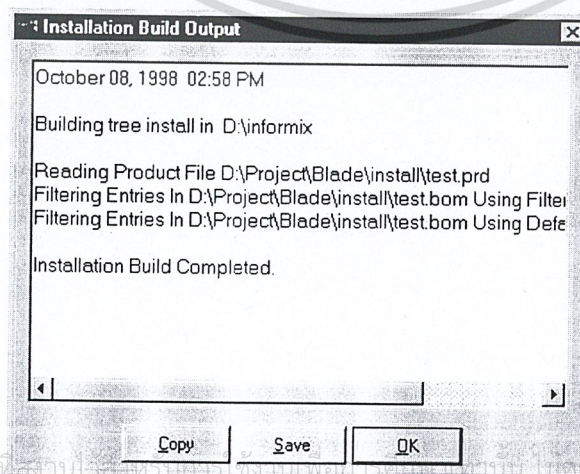 Installation Build Output
October 08, 1998 02:58 PM
Building tree install in D:\informix
Reading Product File D:\Project\Blade\install\test.prd
Filtering Entries In D:\Project\Blade\install\test.bom Using Filter
Filtering Entries In D:\Project\Blade\install\test.bom Using Defa
Installation Build Completed.
Copy
Save
OK